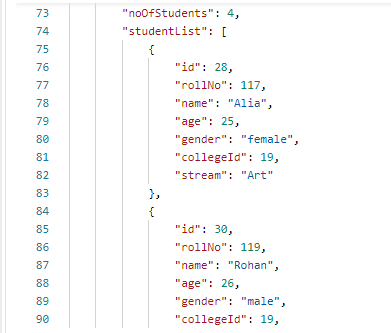 73 "noOfStudents": 4,
74 "studentList": [
75 {
76 "id": 28,
77 "rollNo": 117,
78 "name": "Alia",
79 "age": 25,
80 "gender": "female",
81 "collegeId": 19,
82 "stream": "Art"
83 },
84 {
85 "id": 30,
86 "rollNo": 119,
87 "name": "Rohan",
88 "age": 26,
89 "gender": "male",
90 "collegeId": 19,